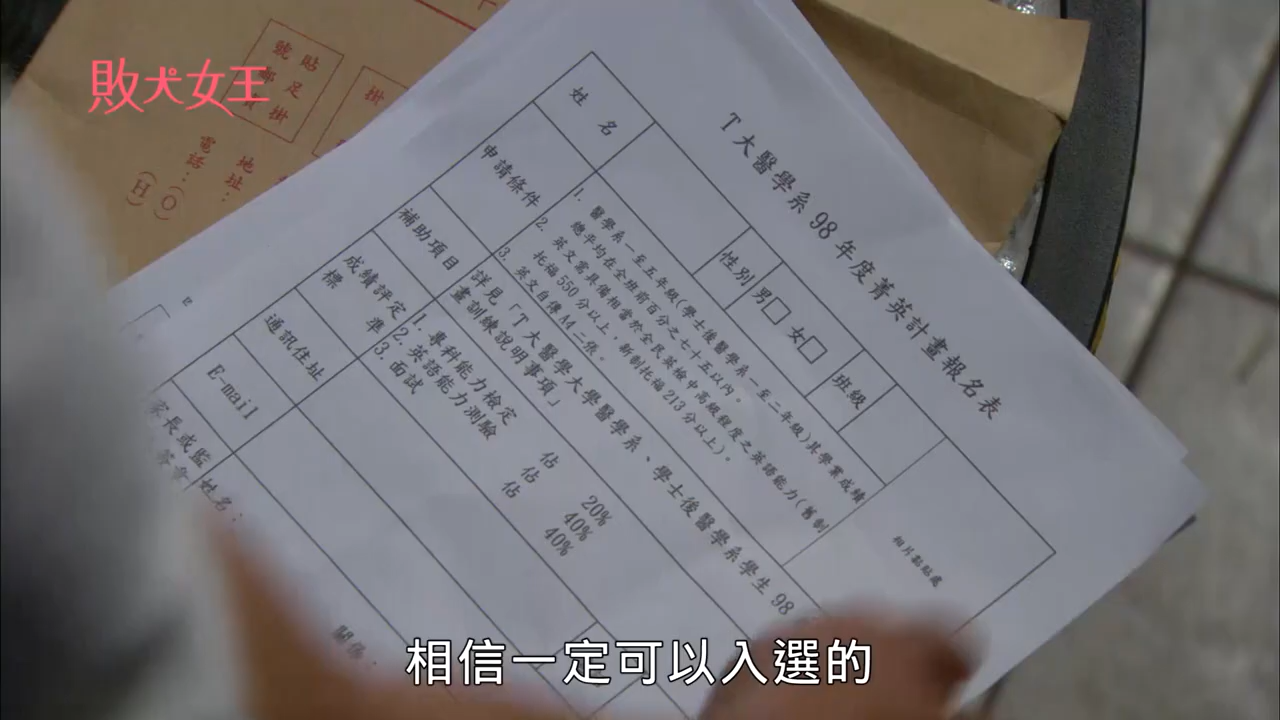 敗犬女王
貼足
號郵
樹
地址：
電話：
(O)
(H)
T大醫學系98年度菁英計畫報名表
姓名
性別
男□ 女□
班級
相片黏貼處
申請條件
1. 醫學系一至五年級(學士後醫學系一至二年級)其學業成績
總平均在全班前百分之七十五以內。
2. 英文需具備相當於全民英檢中高級程度之英語能力(舊制
托福550分以上，新制托福213分以上)。
3. 英文自傳A4二張。
補助項目
詳見「T大醫學大學醫學系、學士後醫學系學生98
畫訓練說明事項」
成績評定標準
1. 專科能力檢定 佔 20%
2. 英語能力測驗 佔 40%
3. 面試 佔 40%
通訊住址
E-mail
家長或監
姓名：
關係：
相信一定可以入選的